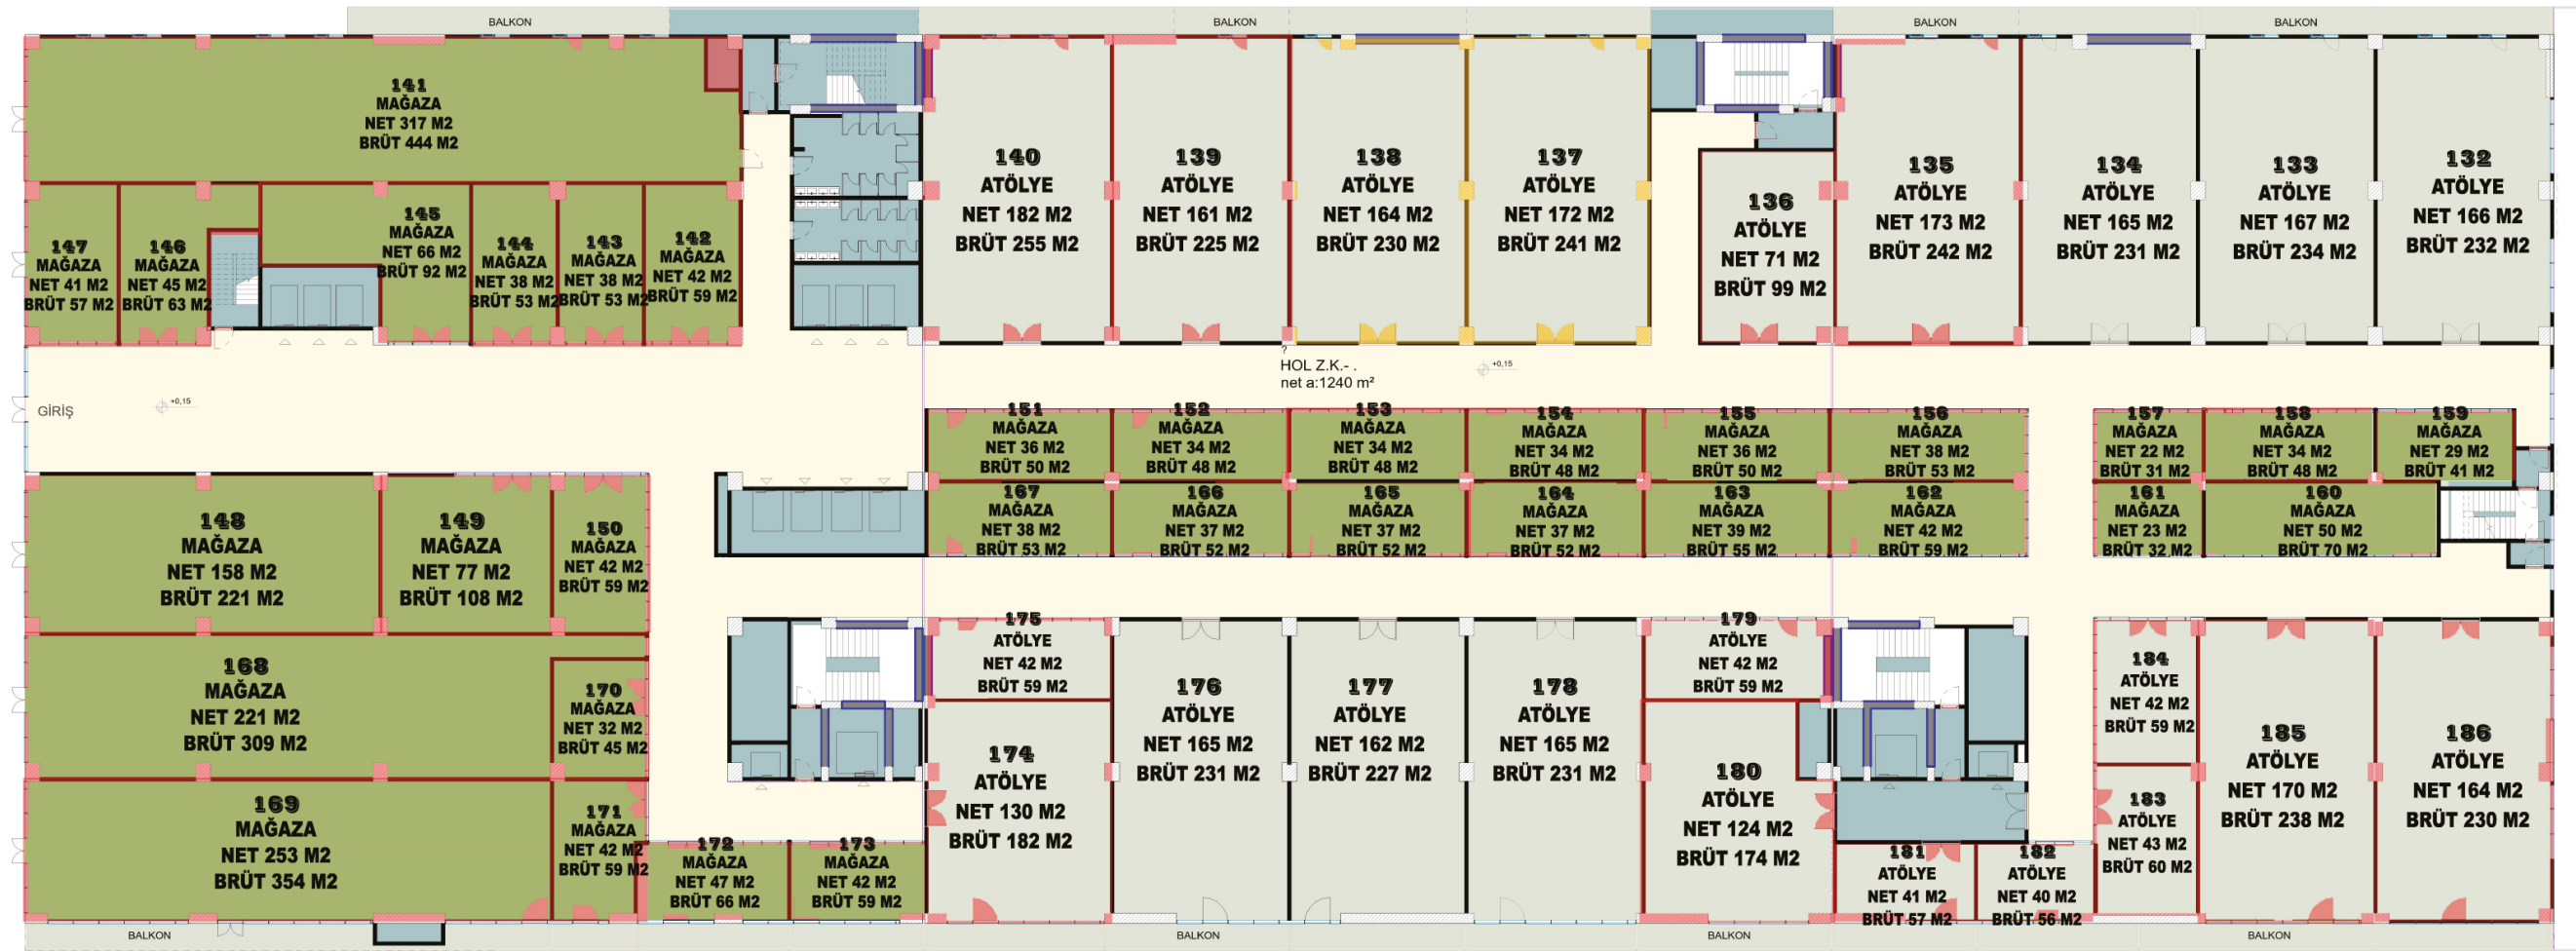 BALKON
BALKON
BALKON
BALKON
141
MAĞAZA
NET 317 M2
BRÜT 444 M2
140
ATÖLYE
NET 182 M2
BRÜT 255 M2
139
ATÖLYE
NET 161 M2
BRÜT 225 M2
138
ATÖLYE
NET 164 M2
BRÜT 230 M2
137
ATÖLYE
NET 172 M2
BRÜT 241 M2
136
ATÖLYE
NET 71 M2
BRÜT 99 M2
135
ATÖLYE
NET 173 M2
BRÜT 242 M2
134
ATÖLYE
NET 165 M2
BRÜT 231 M2
133
ATÖLYE
NET 167 M2
BRÜT 234 M2
132
ATÖLYE
NET 166 M2
BRÜT 232 M2
147
MAĞAZA
NET 41 M2
BRÜT 57 M2
146
MAĞAZA
NET 45 M2
BRÜT 63 M2
145
MAĞAZA
NET 66 M2
BRÜT 92 M2
144
MAĞAZA
NET 38 M2
BRÜT 53 M2
143
MAĞAZA
NET 38 M2
BRÜT 53 M2
142
MAĞAZA
NET 42 M2
BRÜT 59 M2
?
HOL Z.K.- .
net a:1240 m²
+0,15
GİRİŞ
+0,15
151
MAĞAZA
NET 36 M2
BRÜT 50 M2
152
MAĞAZA
NET 34 M2
BRÜT 48 M2
153
MAĞAZA
NET 34 M2
BRÜT 48 M2
154
MAĞAZA
NET 34 M2
BRÜT 48 M2
155
MAĞAZA
NET 36 M2
BRÜT 50 M2
156
MAĞAZA
NET 38 M2
BRÜT 53 M2
157
MAĞAZA
NET 22 M2
BRÜT 31 M2
158
MAĞAZA
NET 34 M2
BRÜT 48 M2
159
MAĞAZA
NET 29 M2
BRÜT 41 M2
148
MAĞAZA
NET 158 M2
BRÜT 221 M2
149
MAĞAZA
NET 77 M2
BRÜT 108 M2
150
MAĞAZA
NET 42 M2
BRÜT 59 M2
167
MAĞAZA
NET 38 M2
BRÜT 53 M2
166
MAĞAZA
NET 37 M2
BRÜT 52 M2
165
MAĞAZA
NET 37 M2
BRÜT 52 M2
164
MAĞAZA
NET 37 M2
BRÜT 52 M2
163
MAĞAZA
NET 39 M2
BRÜT 55 M2
162
MAĞAZA
NET 42 M2
BRÜT 59 M2
161
MAĞAZA
NET 23 M2
BRÜT 32 M2
160
MAĞAZA
NET 50 M2
BRÜT 70 M2
168
MAĞAZA
NET 221 M2
BRÜT 309 M2
170
MAĞAZA
NET 32 M2
BRÜT 45 M2
175
ATÖLYE
NET 42 M2
BRÜT 59 M2
176
ATÖLYE
NET 165 M2
BRÜT 231 M2
177
ATÖLYE
NET 162 M2
BRÜT 227 M2
178
ATÖLYE
NET 165 M2
BRÜT 231 M2
179
ATÖLYE
NET 42 M2
BRÜT 59 M2
184
ATÖLYE
NET 42 M2
BRÜT 59 M2
185
ATÖLYE
NET 170 M2
BRÜT 238 M2
186
ATÖLYE
NET 164 M2
BRÜT 230 M2
169
MAĞAZA
NET 253 M2
BRÜT 354 M2
171
MAĞAZA
NET 42 M2
BRÜT 59 M2
172
MAĞAZA
NET 47 M2
BRÜT 66 M2
173
MAĞAZA
NET 42 M2
BRÜT 59 M2
174
ATÖLYE
NET 130 M2
BRÜT 182 M2
180
ATÖLYE
NET 124 M2
BRÜT 174 M2
183
ATÖLYE
NET 43 M2
BRÜT 60 M2
181
ATÖLYE
NET 41 M2
BRÜT 57 M2
182
ATÖLYE
NET 40 M2
BRÜT 56 M2
BALKON
BALKON
BALKON
BALKON